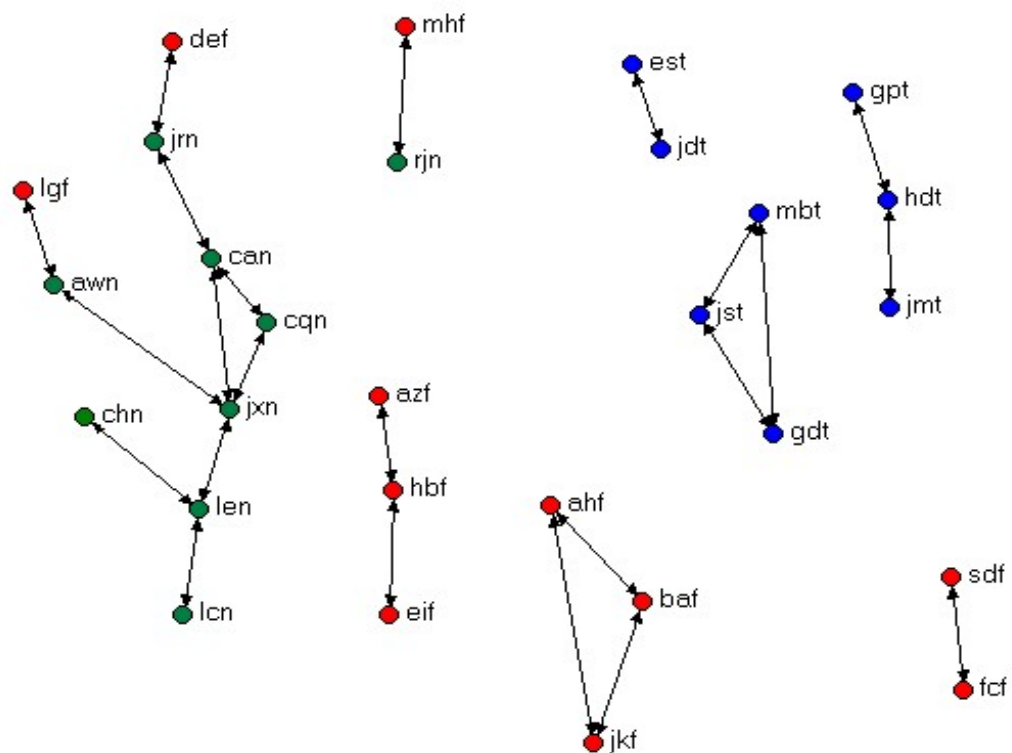 def
mhf
est
gpt
jrn
rjn
jdt
lgf
hdt
mbt
can
awn
jst
jmt
cqn
azf
jxn
chn
gdt
hbf
ahf
len
sdf
baf
lcn
eif
fcf
jkf